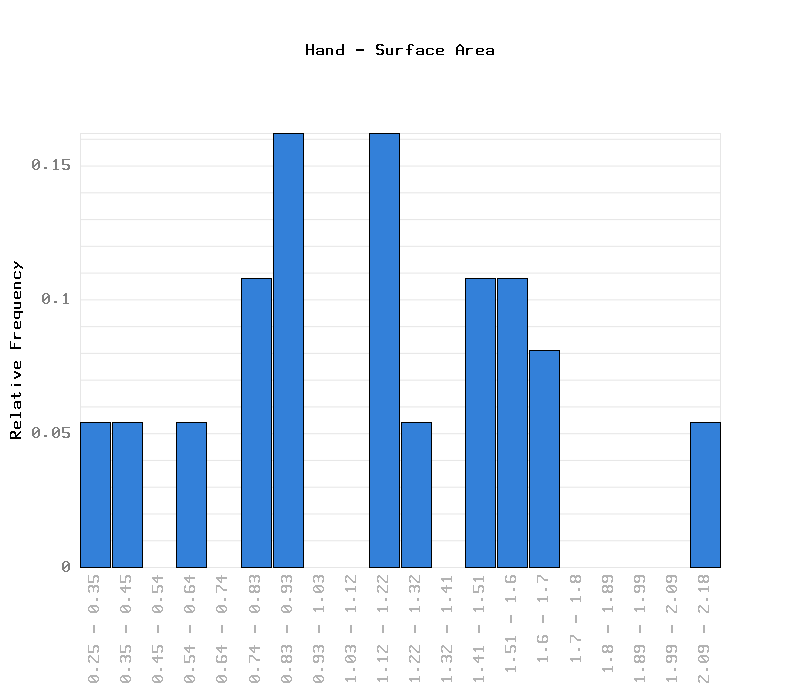 Hand - Surface Area
Relative Frequency
0.15
0.1
0.05
0
0.25 - 0.35
0.35 - 0.45
0.45 - 0.54
0.54 - 0.64
0.64 - 0.74
0.74 - 0.83
0.83 - 0.93
0.93 - 1.03
1.03 - 1.12
1.12 - 1.22
1.22 - 1.32
1.32 - 1.41
1.41 - 1.51
1.51 - 1.6
1.6 - 1.7
1.7 - 1.8
1.8 - 1.89
1.89 - 1.99
1.99 - 2.09
2.09 - 2.18